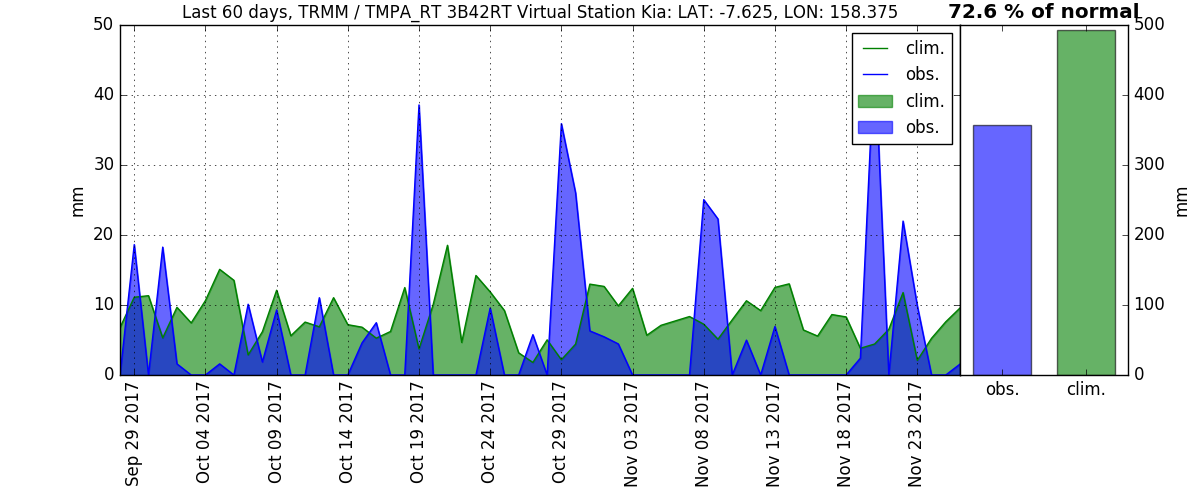 Last 60 days, TRMM / TMPA_RT 3B42RT Virtual Station Kia: LAT: -7.625, LON: 158.375
72.6 % of normal
50
40
30
20
10
0
mm
clim.
obs.
clim.
obs.
500
400
300
200
100
0
mm
Sep 29 2017
Oct 04 2017
Oct 09 2017
Oct 14 2017
Oct 19 2017
Oct 24 2017
Oct 29 2017
Nov 03 2017
Nov 08 2017
Nov 13 2017
Nov 18 2017
Nov 23 2017
obs.
clim.